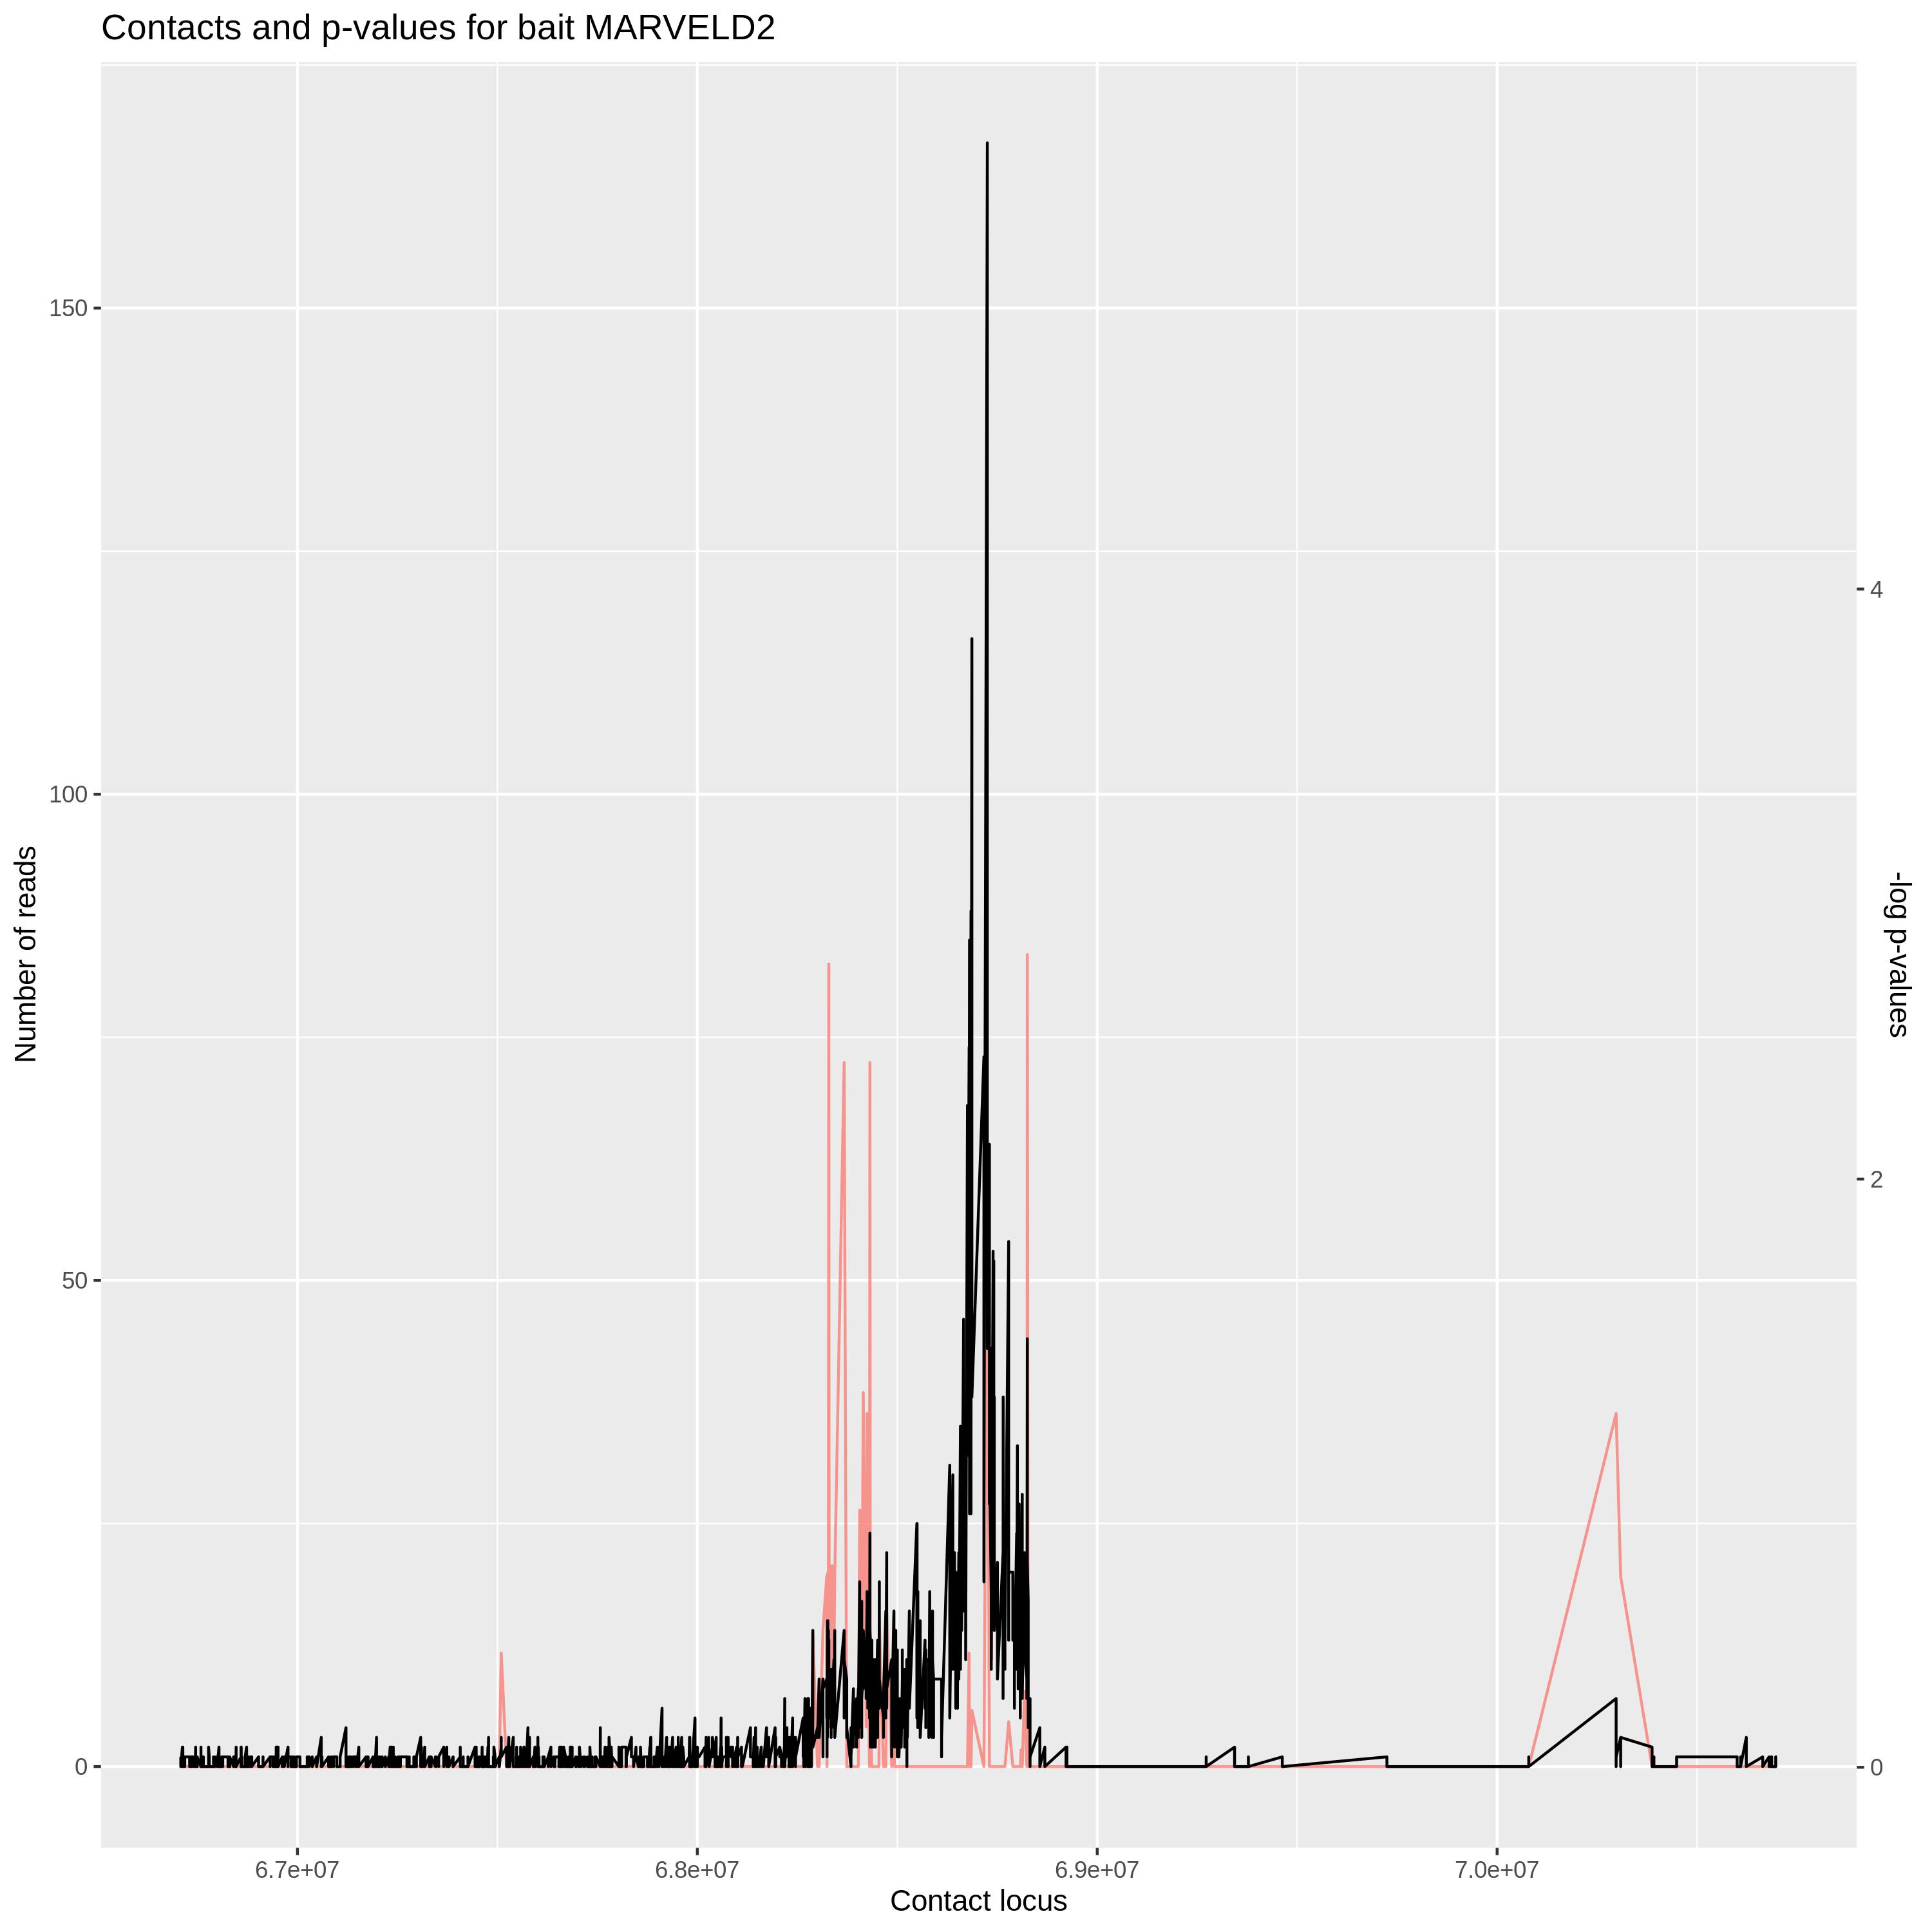 Contacts and p-values for bait MARVELD2
150
100
50
0
Number of reads
4
2
0
-log p-values
6.7e+07
6.8e+07
6.9e+07
7.0e+07
Contact locus